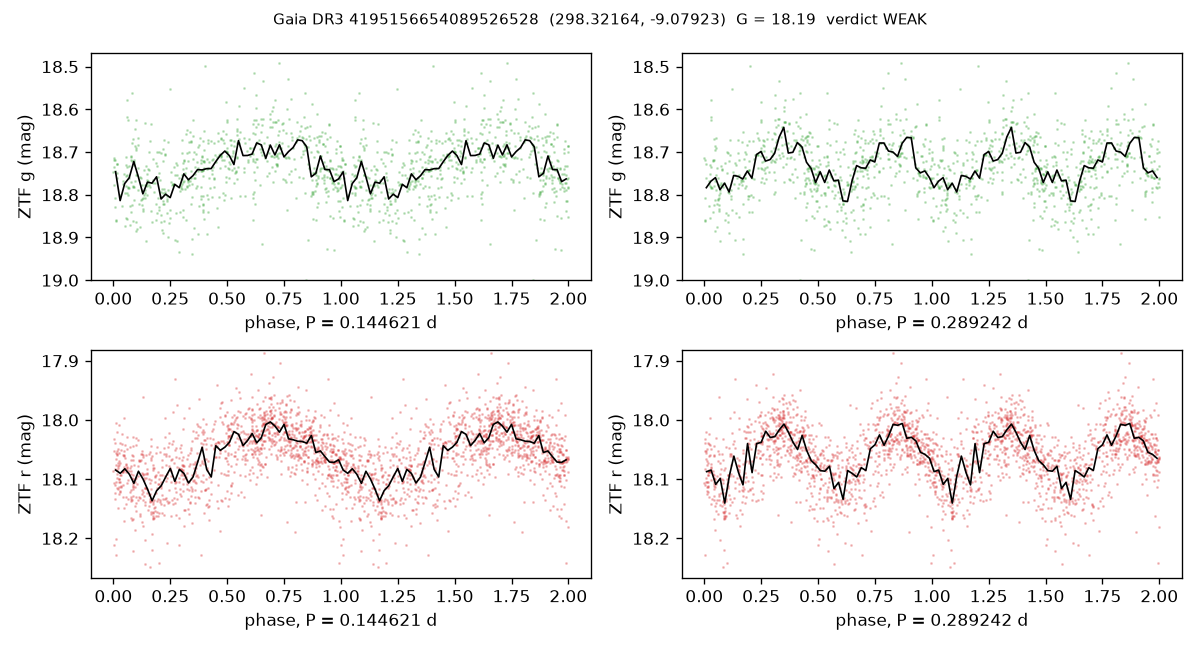 Gaia DR3 4195156654089526528 (298.32164, -9.07923) G = 18.19 verdict WEAK
18.5
18.6
18.7
18.8
18.9
19.0
ZTF g (mag)
0.00 0.25 0.50 0.75 1.00 1.25 1.50 1.75 2.00
phase, P = 0.144621 d
18.5
18.6
18.7
18.8
18.9
19.0
ZTF g (mag)
0.00 0.25 0.50 0.75 1.00 1.25 1.50 1.75 2.00
phase, P = 0.289242 d
17.9
18.0
18.1
18.2
ZTF r (mag)
0.00 0.25 0.50 0.75 1.00 1.25 1.50 1.75 2.00
phase, P = 0.144621 d
17.9
18.0
18.1
18.2
ZTF r (mag)
0.00 0.25 0.50 0.75 1.00 1.25 1.50 1.75 2.00
phase, P = 0.289242 d